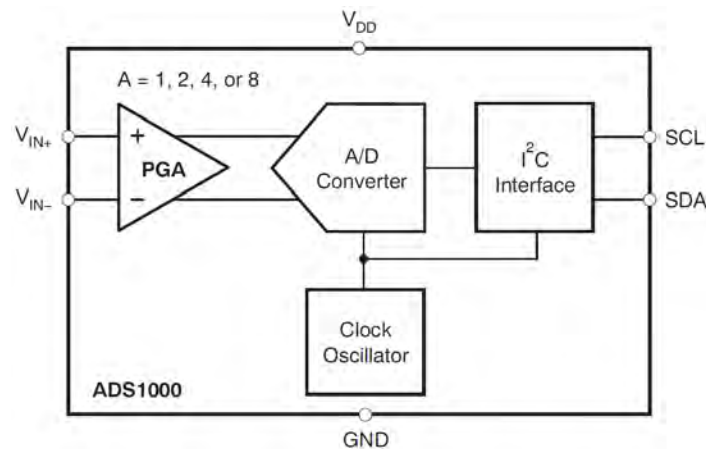 VDD
A = 1, 2, 4, or 8
VIN+
+
PGA
VIN–
–
A/D
Converter
I²C
Interface
SCL
SDA
Clock
Oscillator
ADS1000
GND